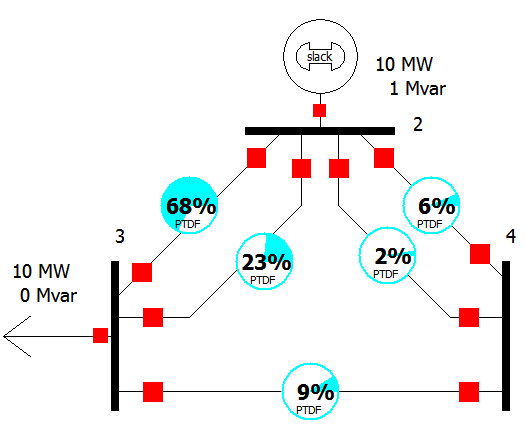 slack
10 MW
1 Mvar
2
68%
PTDF
6%
PTDF
3
4
23%
PTDF
2%
PTDF
10 MW
0 Mvar
9%
PTDF